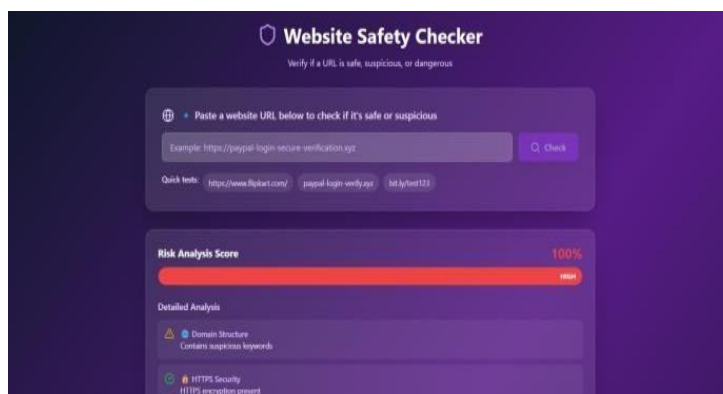 Website Safety Checker
Verify if a URL is safe, suspicious, or dangerous
Paste a website URL below to check if it's safe or suspicious
Example: https://paypal-login-secure-verification.xyz
Check
Quick tests: https://www.flipkart.com/ paypal-login-verify.xyz bit.ly/test123
Risk Analysis Score
100%
HIGH
Detailed Analysis
Domain Structure
Contains suspicious keywords
HTTPS Security
HTTPS encryption present